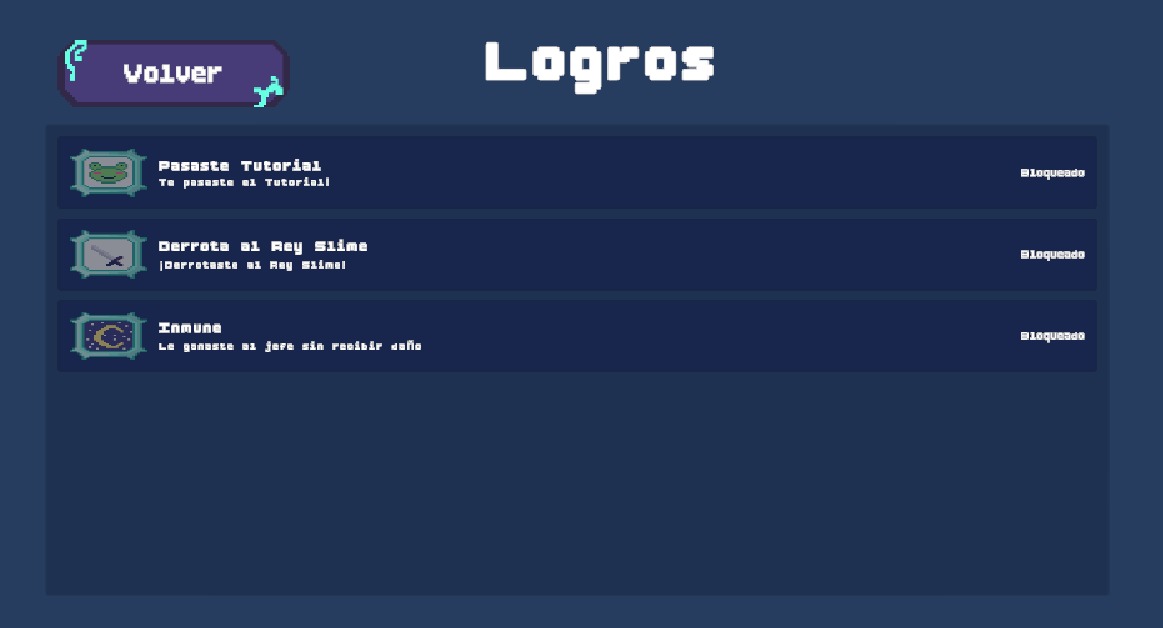 Volver
Logros
Pasaste Tutorial
Te pasaste el Tutorial!
Bloqueado
Derrota al Rey Slime
¡Derrotaste al Rey Slime!
Bloqueado
Inmune
Le ganaste al jefe sin recibir daño
Bloqueado